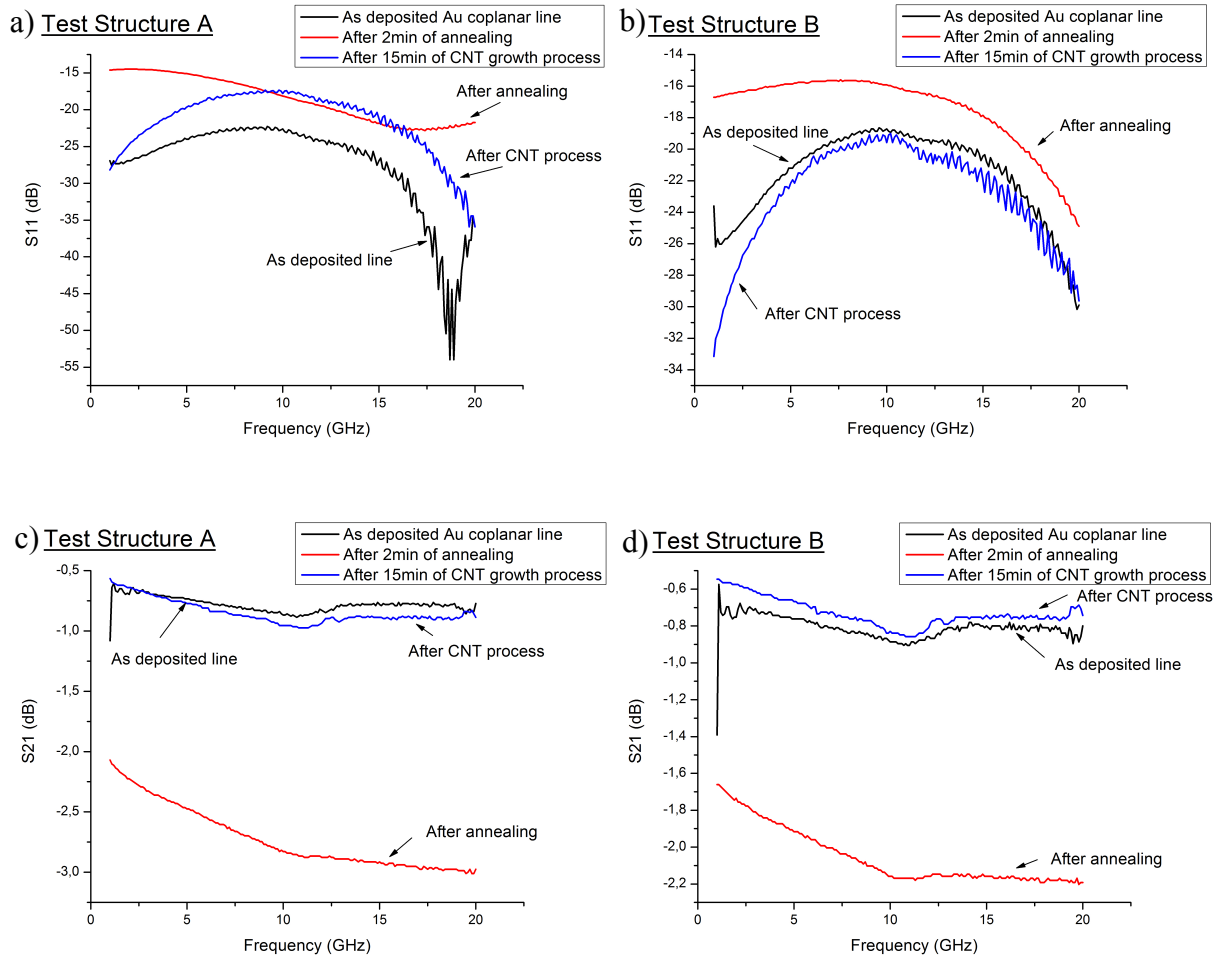 a) Test Structure A
As deposited Au coplanar line
After 2min of annealing
After 15min of CNT growth process
-15
-20
-25
-30
-35
-40
-45
-50
-55
S11 (dB)
After annealing
After CNT process
As deposited line
0
5
10
15
20
Frequency (GHz)
b) Test Structure B
As deposited Au coplanar line
After 2min of annealing
After 15min of CNT growth process
-14
-16
-18
-20
-22
-24
-26
-28
-30
-32
-34
S11 (dB)
As deposited line
After annealing
After CNT process
0
5
10
15
20
Frequency (GHz)
c) Test Structure A
As deposited Au coplanar line
After 2min of annealing
After 15min of CNT growth process
-0,5
-1,0
-1,5
-2,0
-2,5
-3,0
S21 (dB)
As deposited line
After CNT process
After annealing
0
5
10
15
20
Frequency (GHz)
d) Test Structure B
As deposited Au coplanar line
After 2min of annealing
After 15min of CNT growth process
-0,6
-0,8
-1,0
-1,2
-1,4
-1,6
-1,8
-2,0
-2,2
S21 (dB)
After CNT process
As deposited line
After annealing
0
5
10
15
20
Frequency (GHz)